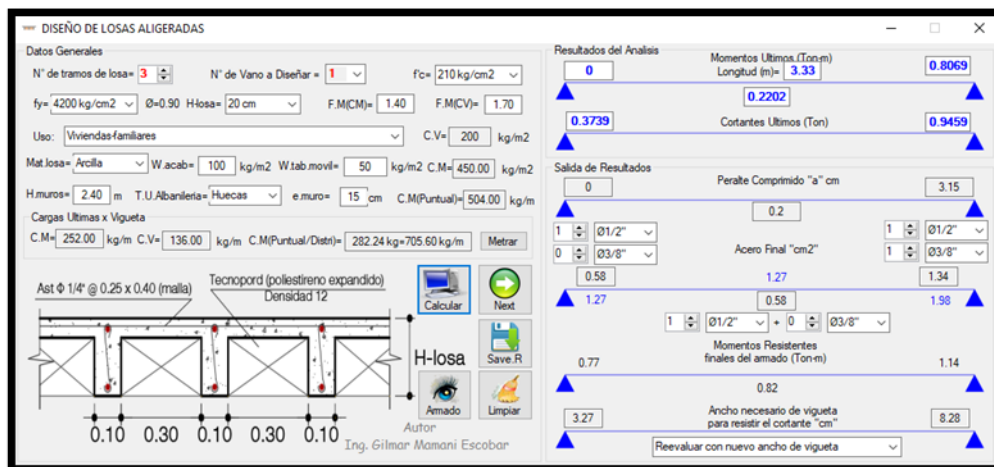 DISEÑO DE LOSAS ALIGERADAS
Datos Generales
N° de tramos de losa= 3 N° de Vano a Diseñar = 1 f'c= 210 kg/cm2
fy= 4200 kg/cm2 Ø=0.90 H-losa= 20 cm F.M(CM)= 1.40 F.M(CV)= 1.70
Uso: Viviendas-familiares C.V= 200 kg/m2
Mat.losa= Arcilla W.acab= 100 kg/m2 W.tab.movil= 50 kg/m2 C.M= 450.00 kg/m2
H.muros= 2.40 m T.U.Albanileria= Huecas e.muro= 15 cm C.M(Puntual)= 504.00 kg/m
Cargas Ultimas x Vigueta
C.M= 252.00 kg/m C.V= 136.00 kg/m C.M(Puntual/Distri)= 282.24 kg=705.60 kg/m Metrar
Ast Φ 1/4" @ 0.25 x 0.40 (malla)
Tecnopord (poliestireno expandido)
Densidad 12
H-losa
0.10 0.30 0.10 0.30 0.10
Calcular Next
Save.R
Armado Limpiar
Autor
Ing. Gilmar Mamani Escobar
Resultados del Analisis
Momentos Ultimos (Ton-m)
0 Longitud (m)= 3.33 0.8069
0.2202
0.3739 Cortantes Ultimos (Ton) 0.9459
Salida de Resultados
0 Peralte Comprimido "a" cm 3.15
0.2
1 Ø1/2" 1 Ø1/2"
0 Ø3/8" Acero Final "cm2" 1 Ø3/8"
0.58 1.27 1.34
1.27 0.58 1.98
1 Ø1/2" + 0 Ø3/8"
Momentos Resistentes
finales del armado (Ton-m)
0.77 1.14
0.82
3.27 Ancho necesario de vigueta
para resistir el cortante "cm" 8.28
Reevaluar con nuevo ancho de vigueta